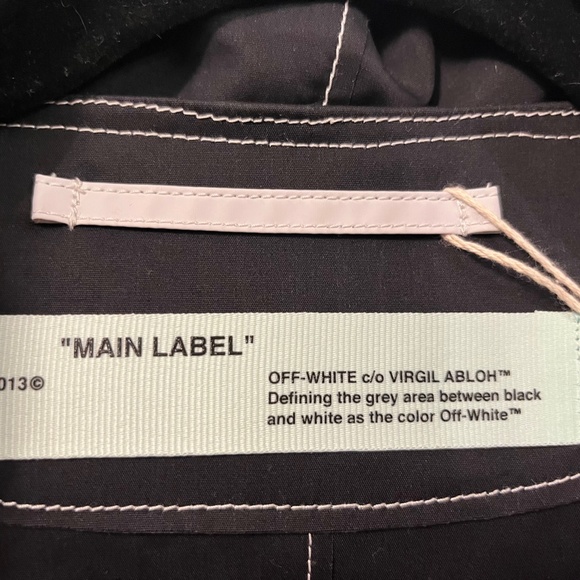 "MAIN LABEL"
013©
OFF-WHITE c/o VIRGIL ABLOH™
Defining the grey area between black
and white as the color Off-White™